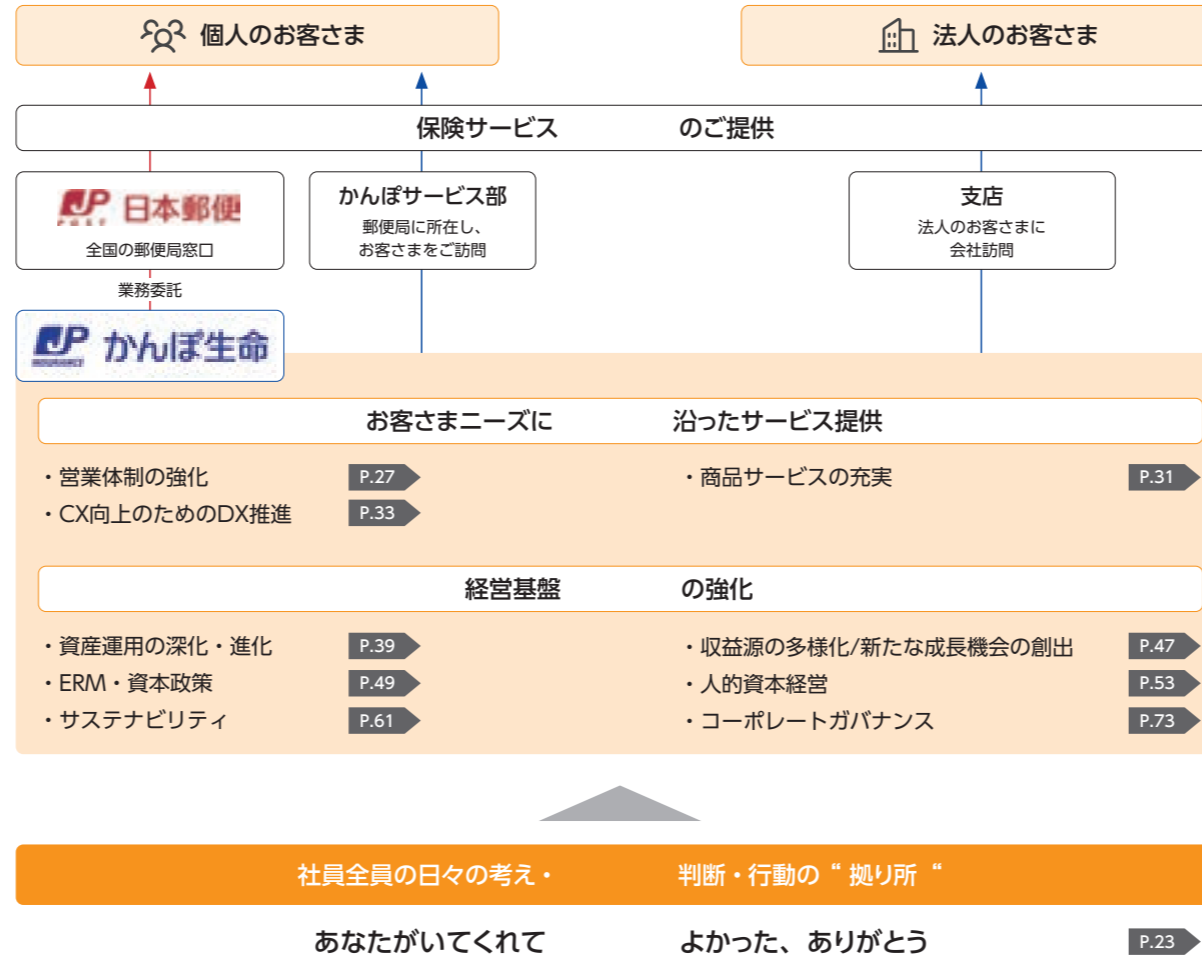 個人のお客さま
法人のお客さま
保険サービス のご提供
JP 日本郵便
POST
全国の郵便局窓口
かんぽサービス部
郵便局に所在し、
お客さまをご訪問
支店
法人のお客さまに
会社訪問
業務委託
JP かんぽ生命
INSURANCE
お客さまニーズに 沿ったサービス提供
・営業体制の強化 P.27
・商品サービスの充実 P.31
・CX向上のためのDX推進 P.33
経営基盤 の強化
・資産運用の深化・進化 P.39
・収益源の多様化/新たな成長機会の創出 P.47
・ERM・資本政策 P.49
・人的資本経営 P.53
・サステナビリティ P.61
・コーポレートガバナンス P.73
社員全員の日々の考え・ 判断・行動の“拠り所“
あなたがいてくれて よかった、ありがとう P.23